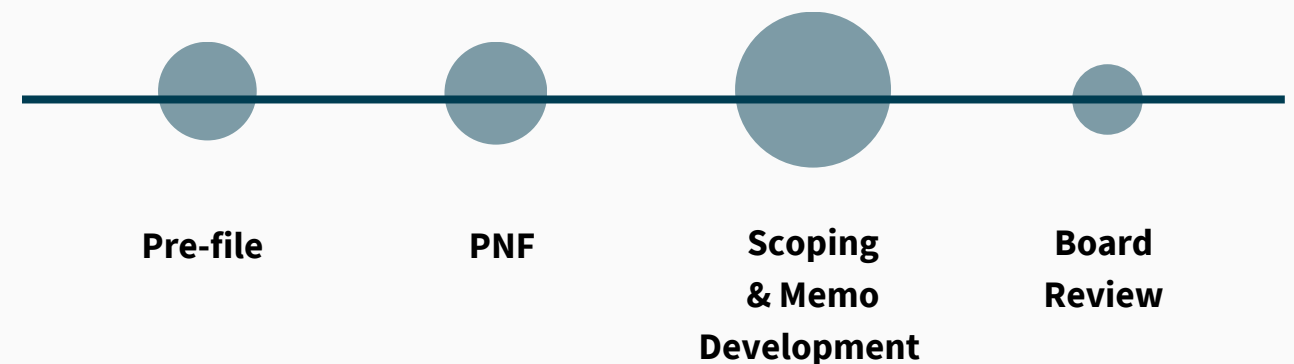 Pre-file
PNF
Scoping
& Memo
Development
Board
Review